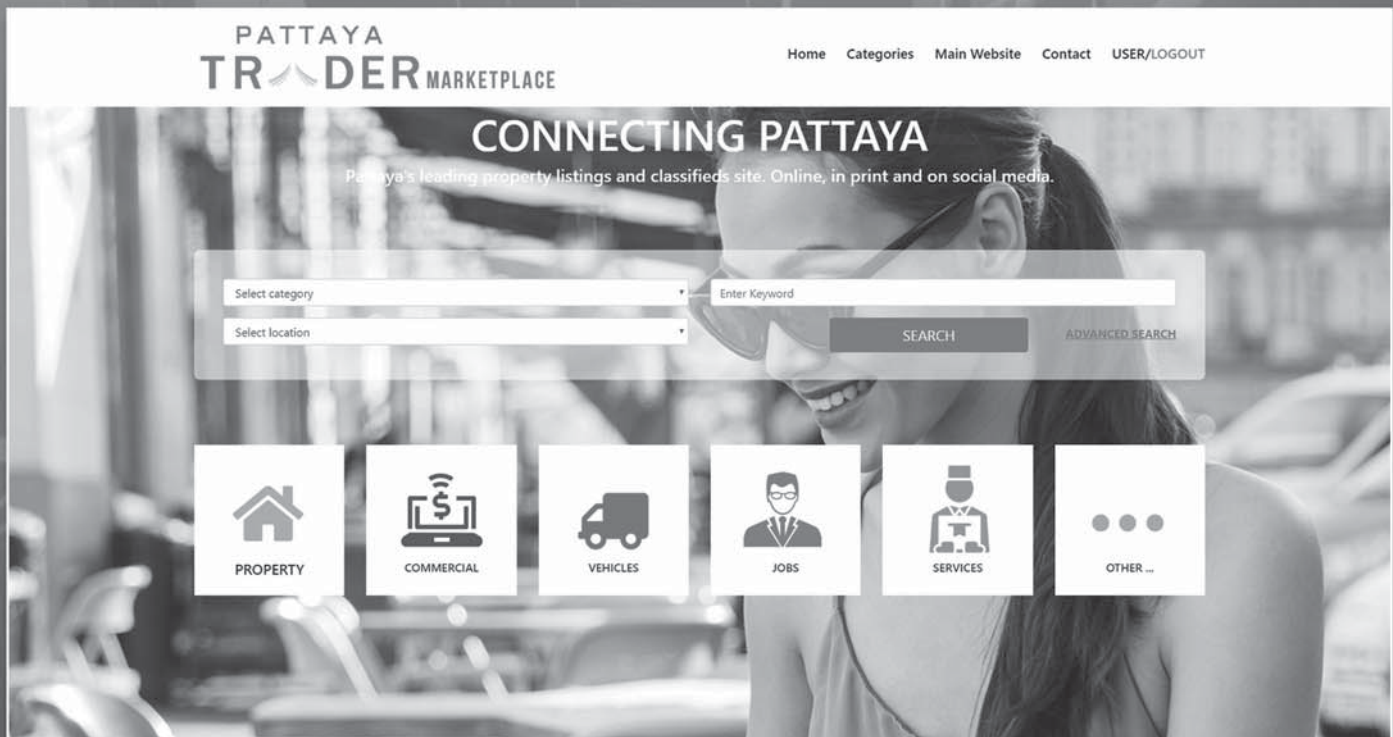 PATTAYA
TRADER MARKETPLACE
Home Categories Main Website Contact USER/LOGOUT
CONNECTING PATTAYA
Pattaya's leading property listings and classifieds site. Online, in print and on social media.
Select category
Enter Keyword
Select location
SEARCH
ADVANCED SEARCH
PROPERTY
COMMERCIAL
$
VEHICLES
JOBS
SERVICES
OTHER ...